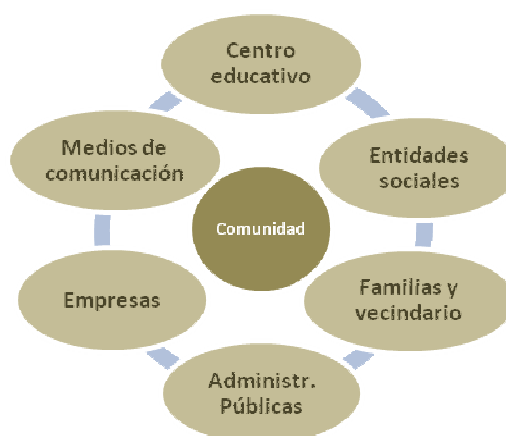 Centro
educativo
Medios de
comunicación
Entidades
sociales
Comunidad
Empresas
Familias y
vecindario
Administr.
Públicas